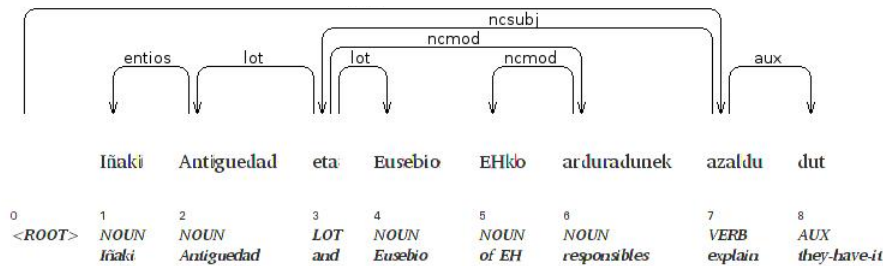 ncsubj
ncmod
entios lot lot ncmod aux
Iñaki Antiguedad eta Eusebio EHko arduradunek azaldu dut
0 1 2 3 4 5 6 7 8
<ROOT> NOUN NOUN LOT NOUN NOUN NOUN VERB AUX
Iñaki Antiguedad and Eusebio of EH responsibles explain they-have-it